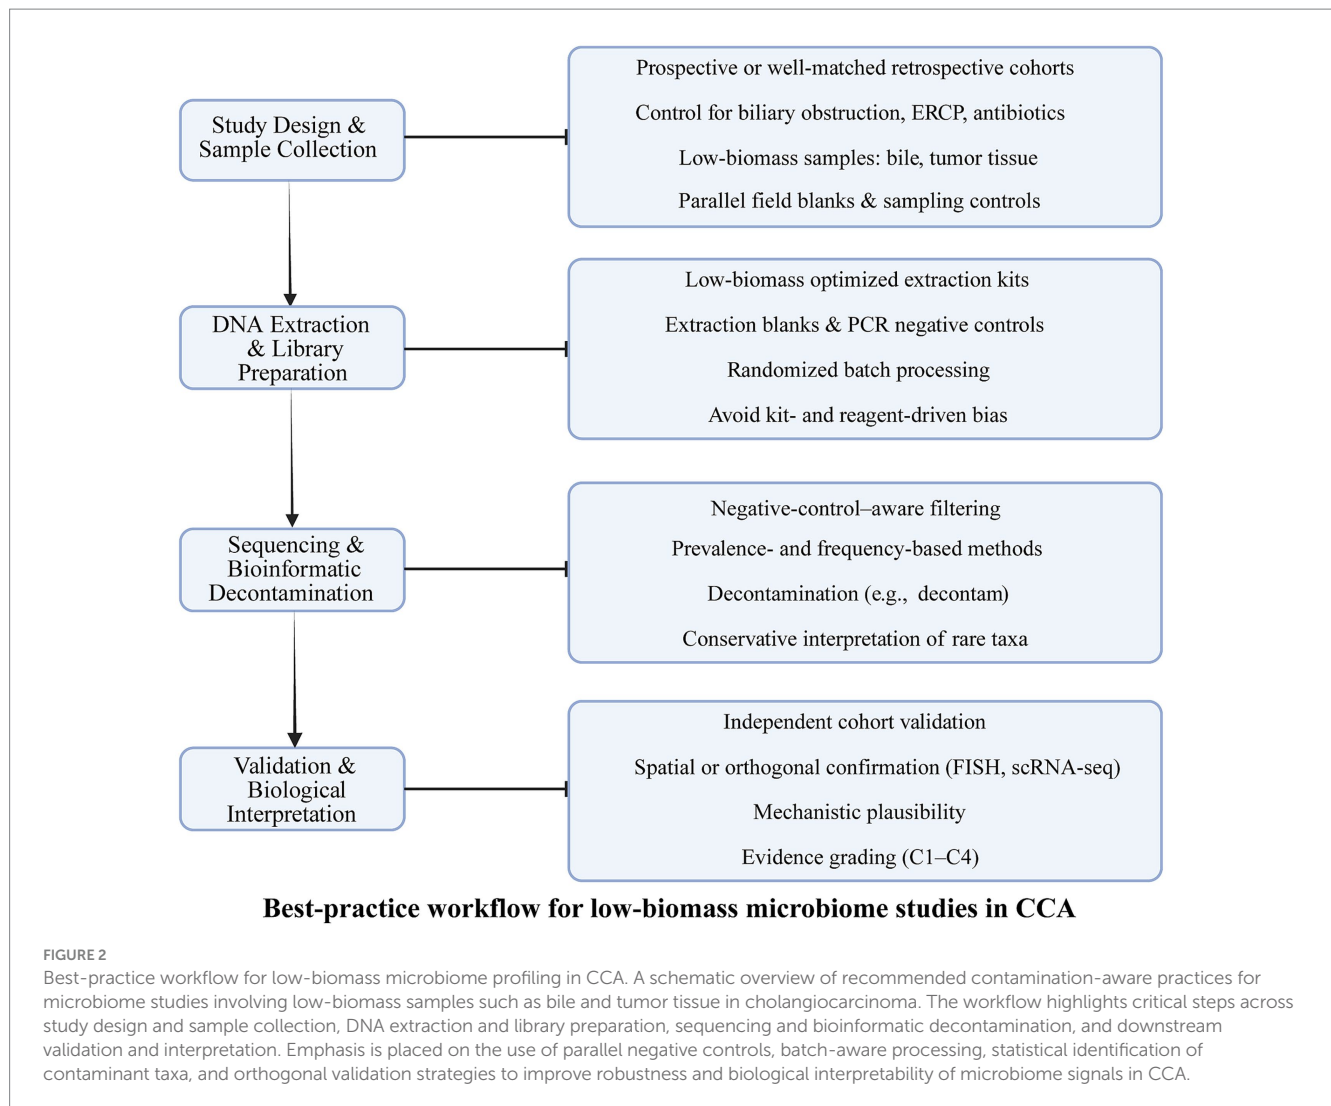 Study Design &
Sample Collection
Prospective or well-matched retrospective cohorts
Control for biliary obstruction, ERCP, antibiotics
Low-biomass samples: bile, tumor tissue
Parallel field blanks & sampling controls
DNA Extraction
& Library
Preparation
Low-biomass optimized extraction kits
Extraction blanks & PCR negative controls
Randomized batch processing
Avoid kit- and reagent-driven bias
Sequencing &
Bioinformatic
Decontamination
Negative-control–aware filtering
Prevalence- and frequency-based methods
Decontamination (e.g., decontam)
Conservative interpretation of rare taxa
Validation &
Biological
Interpretation
Independent cohort validation
Spatial or orthogonal confirmation (FISH, scRNA-seq)
Mechanistic plausibility
Evidence grading (C1–C4)
Best-practice workflow for low-biomass microbiome studies in CCA
FIGURE 2
Best-practice workflow for low-biomass microbiome profiling in CCA. A schematic overview of recommended contamination-aware practices for
microbiome studies involving low-biomass samples such as bile and tumor tissue in cholangiocarcinoma. The workflow highlights critical steps across
study design and sample collection, DNA extraction and library preparation, sequencing and bioinformatic decontamination, and downstream
validation and interpretation. Emphasis is placed on the use of parallel negative controls, batch-aware processing, statistical identification of
contaminant taxa, and orthogonal validation strategies to improve robustness and biological interpretability of microbiome signals in CCA.